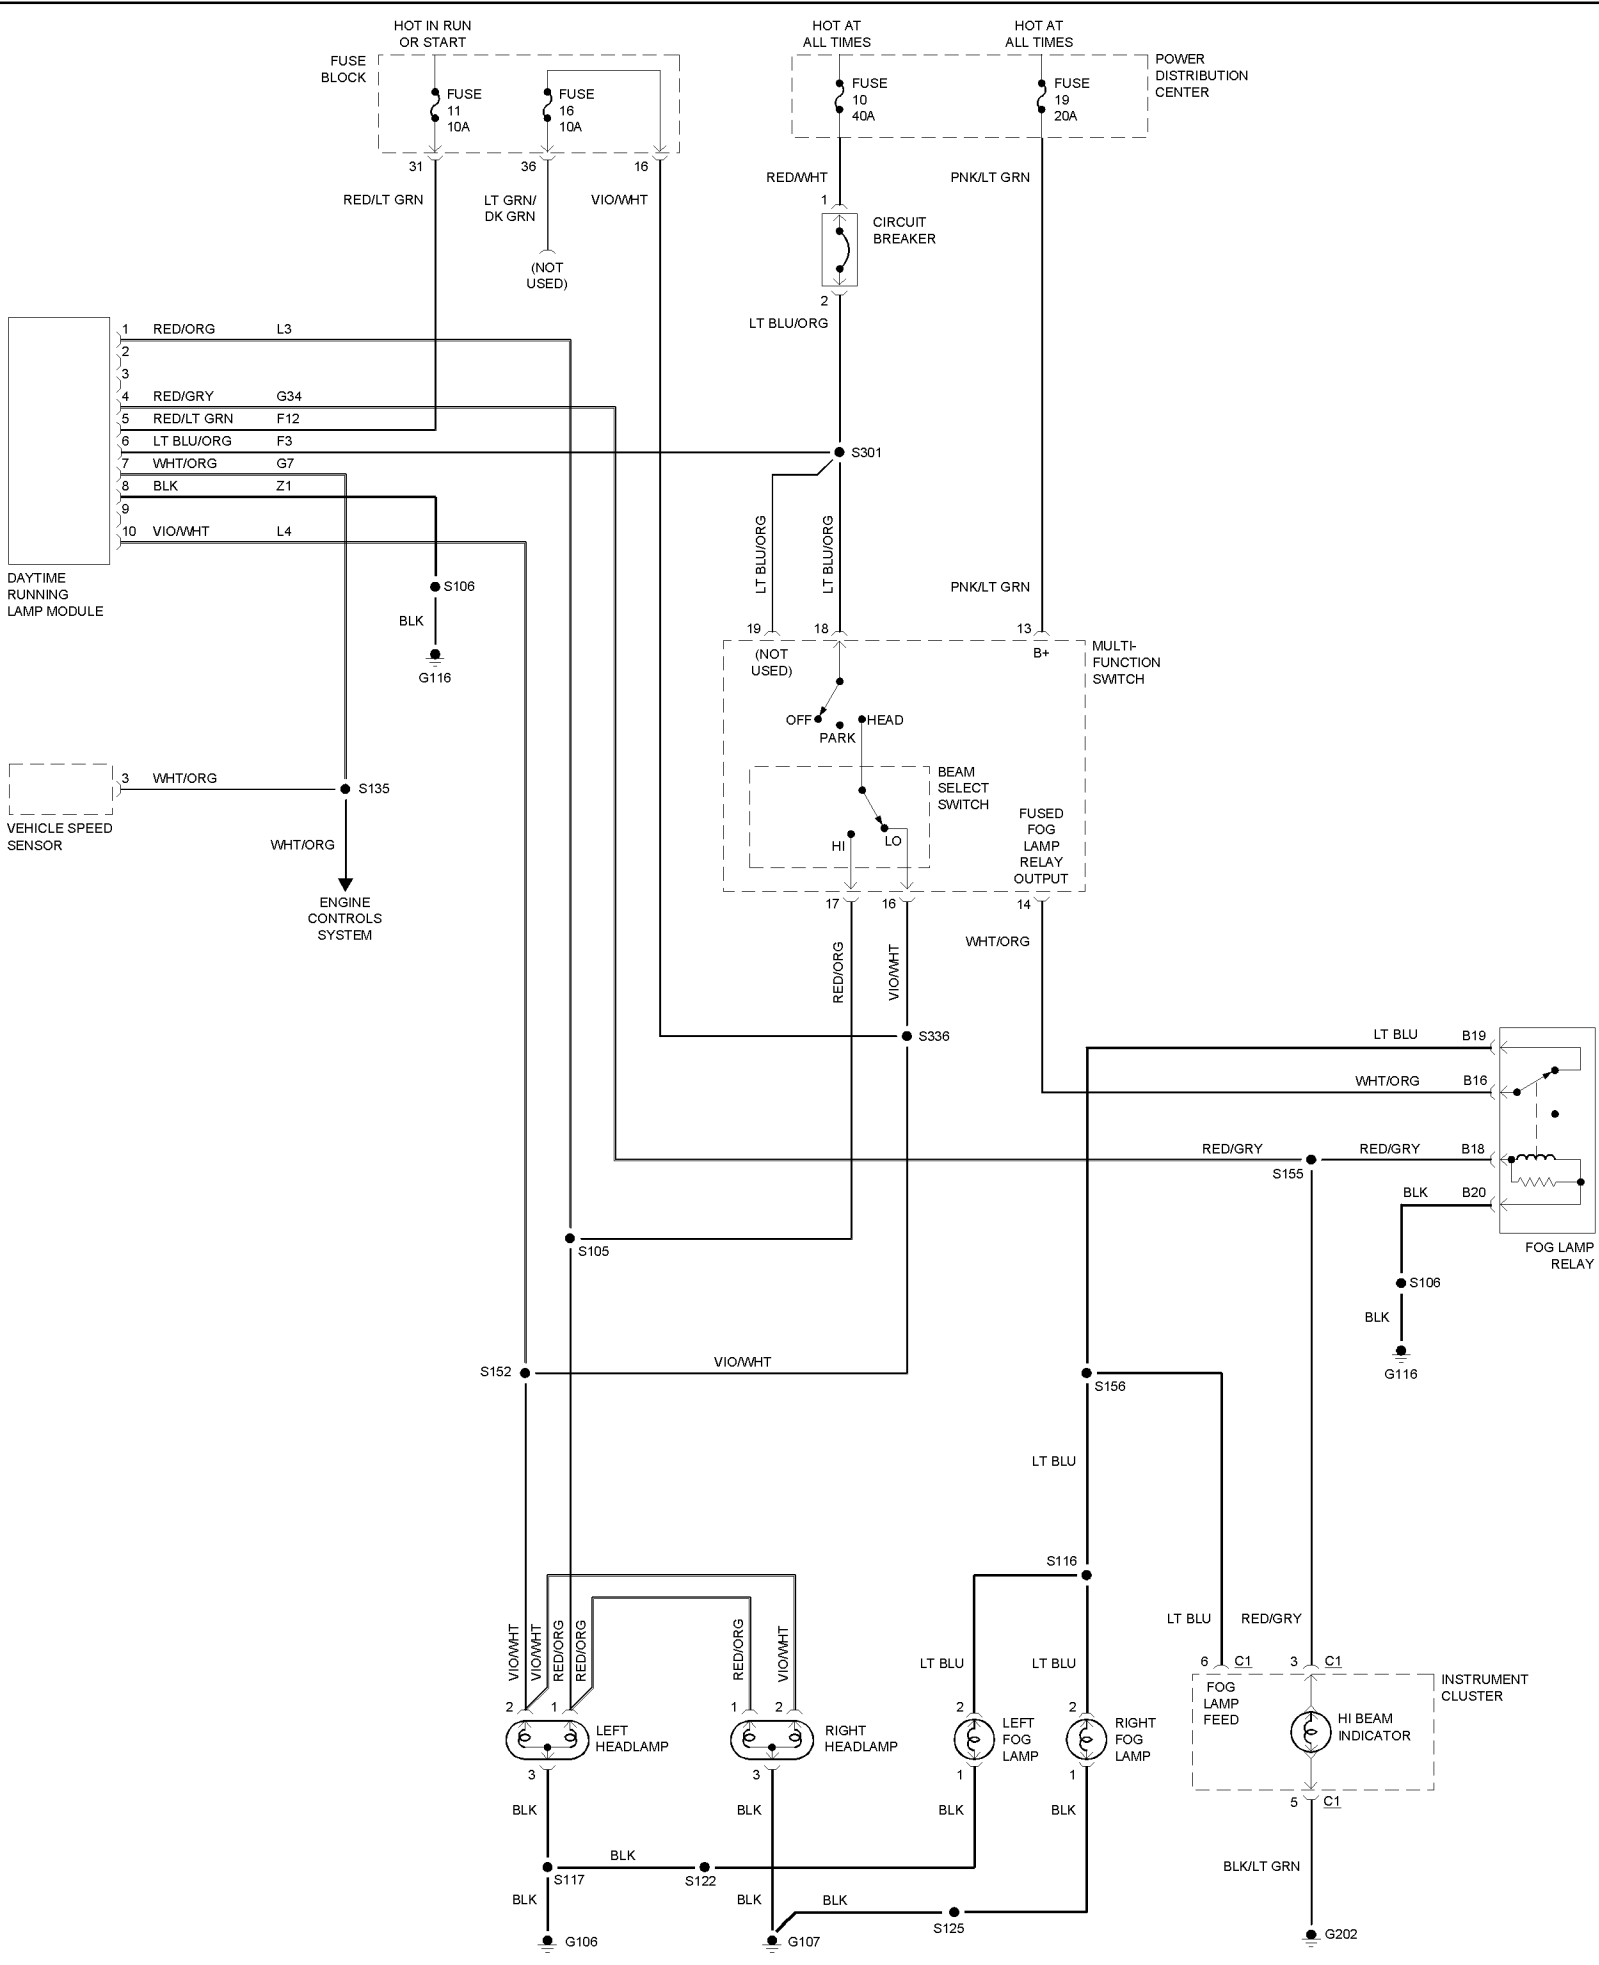 HOT IN RUN
OR START
HOT AT
ALL TIMES
HOT AT
ALL TIMES
FUSE
BLOCK
FUSE
11
10A
FUSE
16
10A
FUSE
10
40A
FUSE
19
20A
POWER
DISTRIBUTION
CENTER
31
36
16
RED/LT GRN
LT GRN/
DK GRN
VIO/WHT
RED/WHT
PNK/LT GRN
(NOT
USED)
1
CIRCUIT
BREAKER
2
LT BLU/ORG
1 RED/ORG L3
2
3
4 RED/GRY G34
5 RED/LT GRN F12
6 LT BLU/ORG F3
7 WHT/ORG G7
8 BLK Z1
9
10 VIO/WHT L4
DAYTIME
RUNNING
LAMP MODULE
S301
LT BLU/ORG
LT BLU/ORG
PNK/LT GRN
S106
BLK
G116
19
18
13
(NOT
USED)
B+
MULTI-
FUNCTION
SWITCH
OFF
PARK
HEAD
BEAM
SELECT
SWITCH
HI
LO
FUSED
FOG
LAMP
RELAY
OUTPUT
17
16
14
3 WHT/ORG
S135
VEHICLE SPEED
SENSOR
WHT/ORG
ENGINE
CONTROLS
SYSTEM
RED/ORG
VIO/WHT
WHT/ORG
S336
LT BLU B19
WHT/ORG B16
RED/GRY
S155
RED/GRY B18
BLK B20
FOG LAMP
RELAY
S106
BLK
G116
S105
S152
VIO/WHT
S156
LT BLU
S116
LT BLU
RED/GRY
VIO/WHT
VIO/WHT
RED/ORG
RED/ORG
RED/ORG
VIO/WHT
LT BLU
LT BLU
6 C1
3 C1
FOG
LAMP
FEED
INSTRUMENT
CLUSTER
HI BEAM
INDICATOR
2
1
LEFT
HEADLAMP
3
1
2
RIGHT
HEADLAMP
3
2
LEFT
FOG
LAMP
1
2
RIGHT
FOG
LAMP
1
5 C1
BLK
BLK
BLK
BLK
BLK
S117
S122
BLK/LT GRN
BLK
BLK
BLK
S125
G106
G107
G202